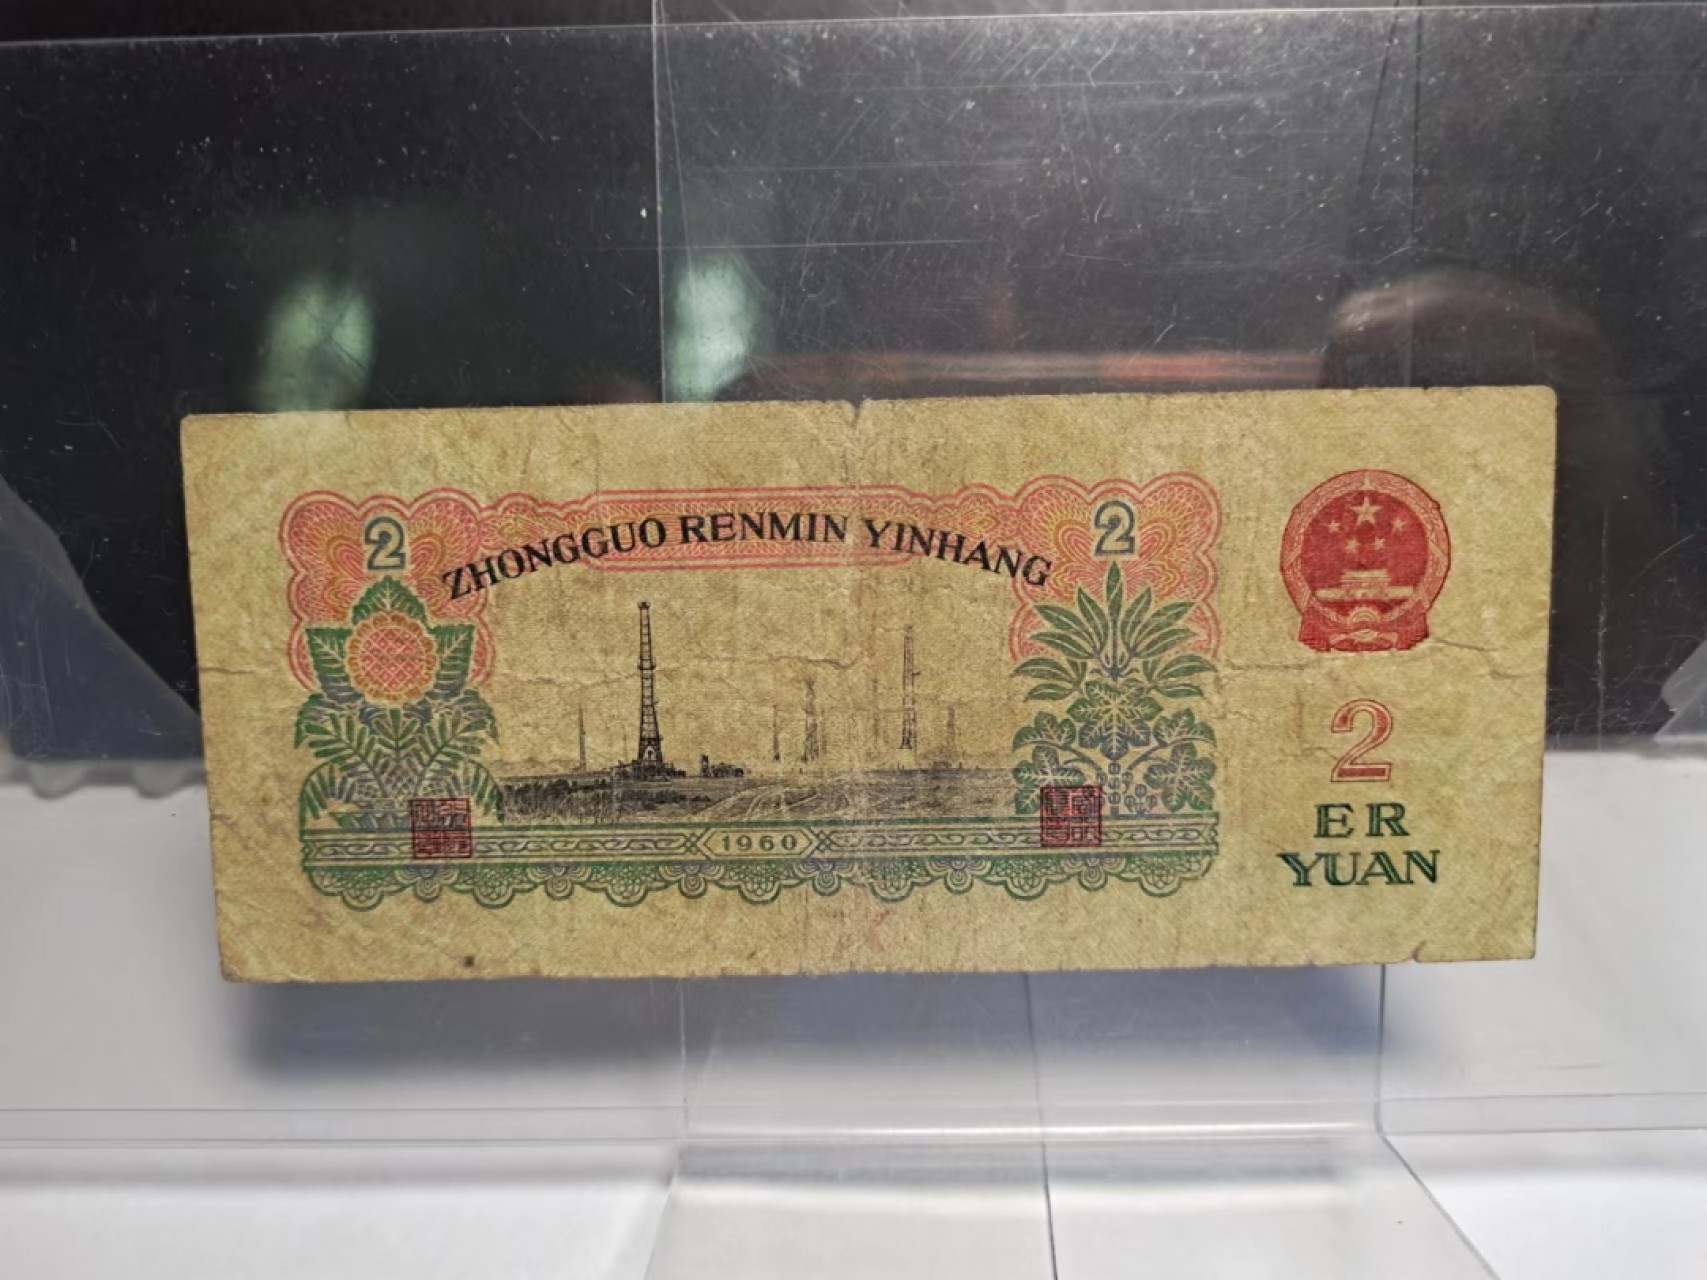 2
2
ZHONGGUO RENMIN YINHANG
1960
2
ER
YUAN